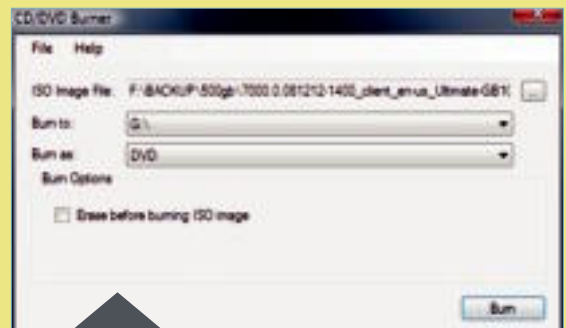 CD/DVD Burner
File Help
ISO Image File: F:\BACKUP\500gb\7000.0.081212-1400_client_en-us_Ultimate-GB1(
...
Burn to: G:\
Burn as: DVD
Burn Options
Erase before burning ISO image
Burn